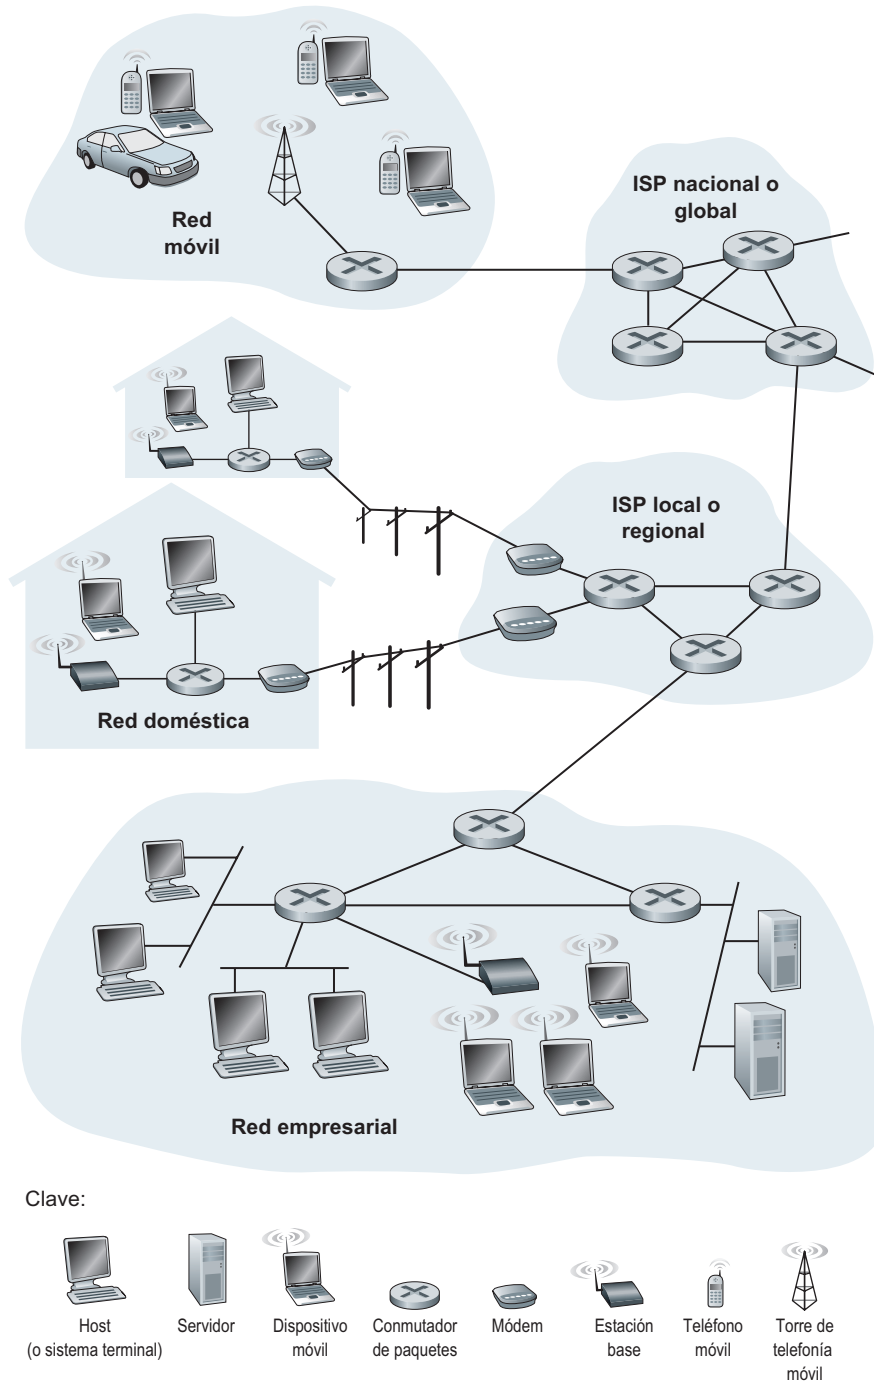 Red
móvil
ISP nacional o
global
ISP local o
regional
Red doméstica
Red empresarial
Clave:
Host
(o sistema terminal)
Servidor
Dispositivo
móvil
Conmutador
de paquetes
Módem
Estación
base
Teléfono
móvil
Torre de
telefonía
móvil